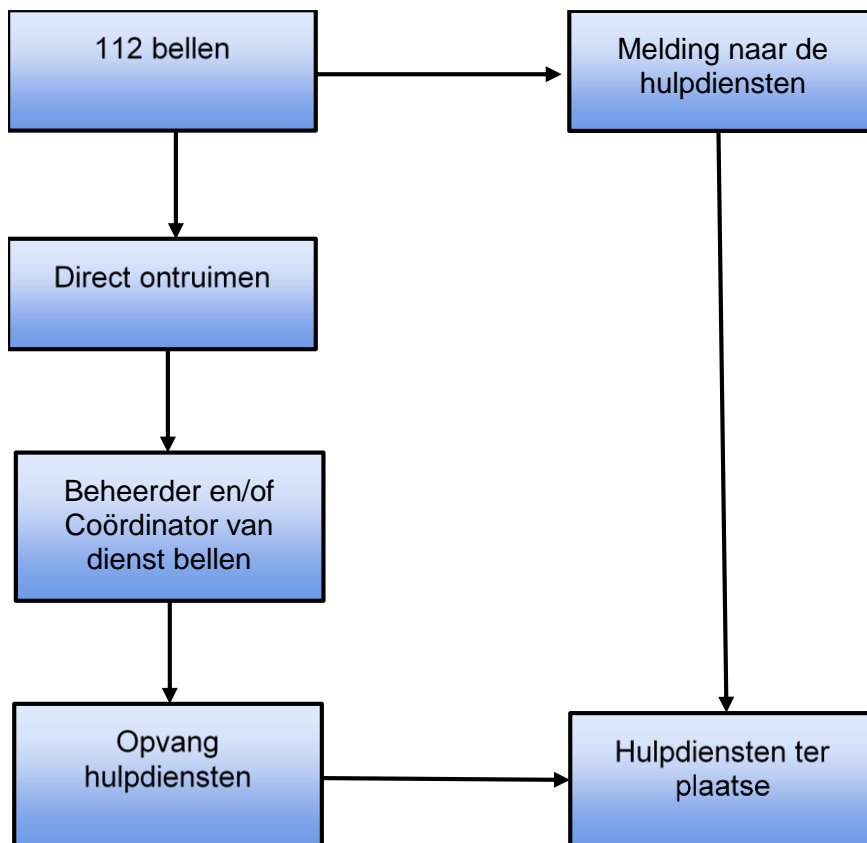 112 bellen
Melding naar de
hulpdiensten
Direct ontruimen
Beheerder en/of
Coördinator van
dienst bellen
Opvang
hulpdiensten
Hulpdiensten ter
plaatse